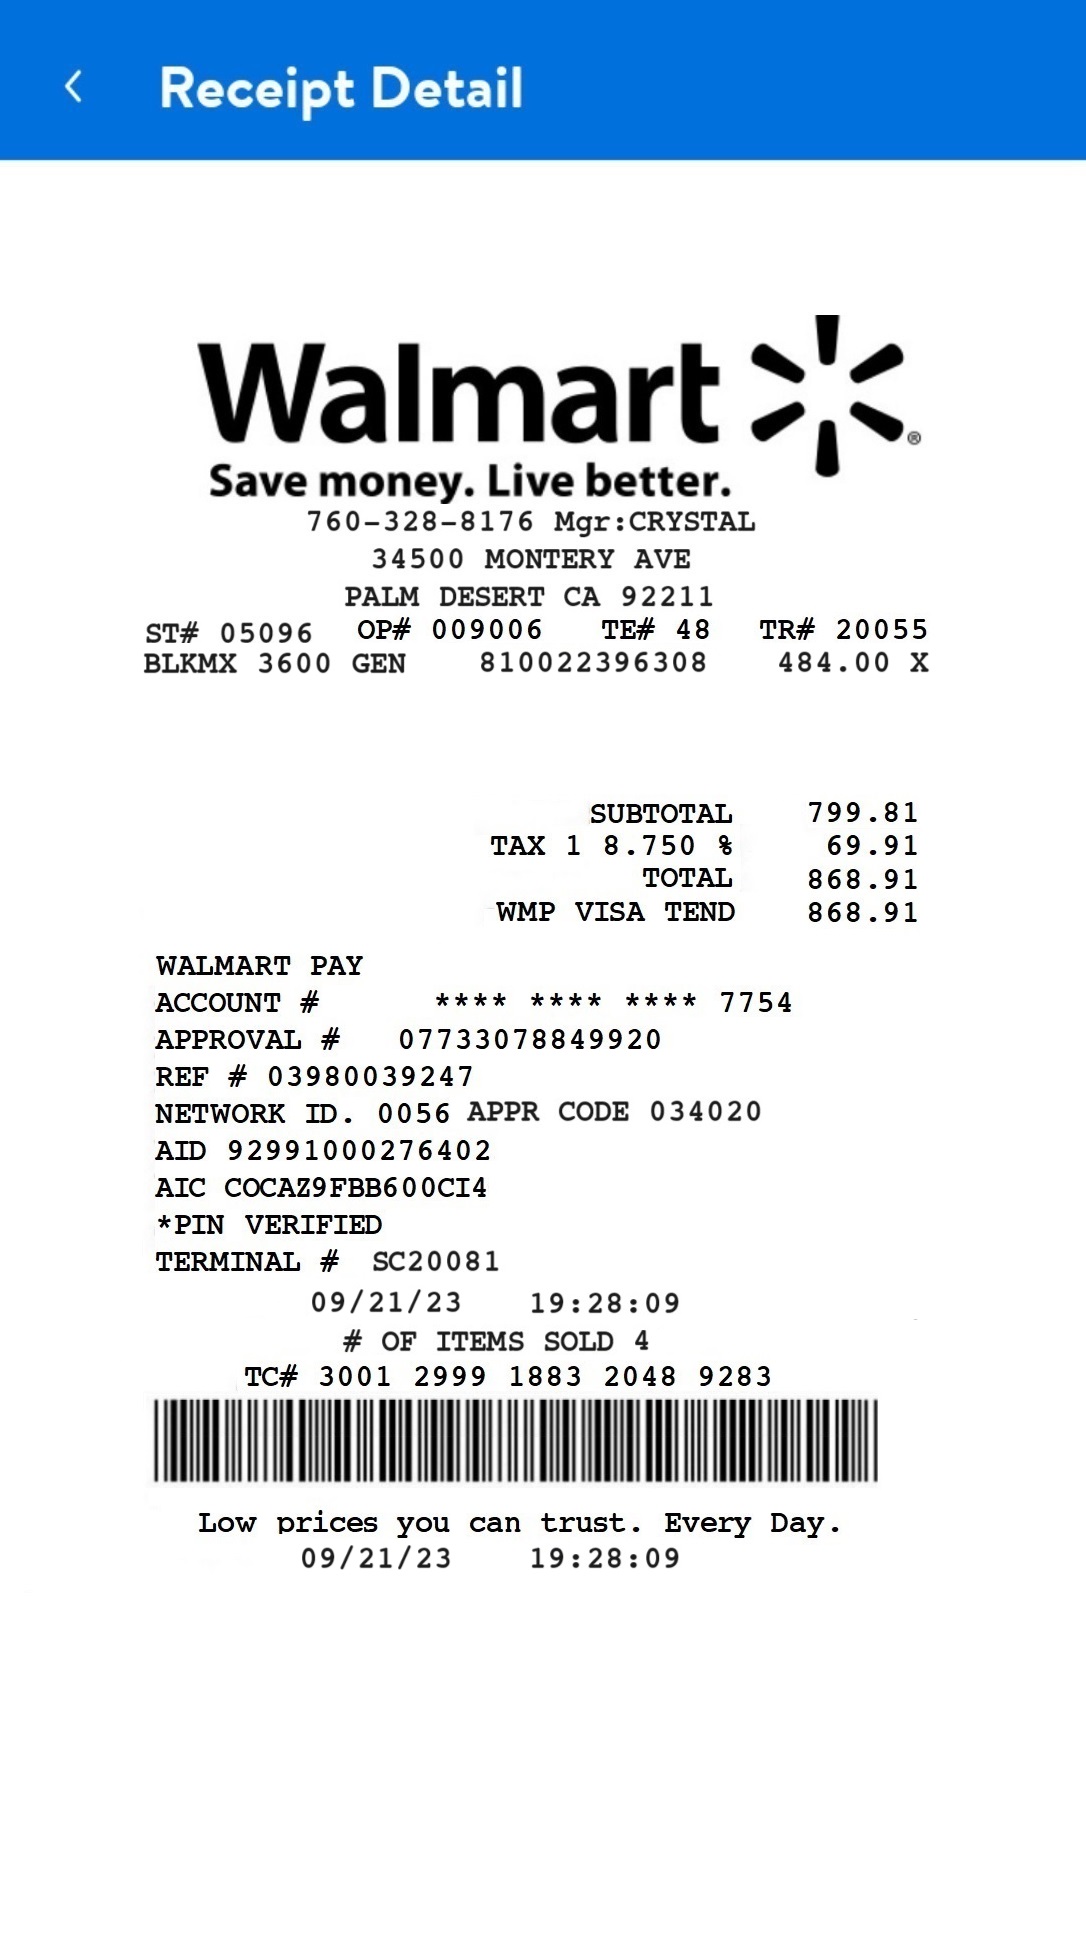 Receipt Detail
Walmart
Save money. Live better.
760-328-8176 Mgr:CRYSTAL
34500 MONTERY AVE
PALM DESERT CA 92211
ST# 05096 OP# 009006 TE# 48 TR# 20055
BLKMX 3600 GEN 810022396308 484.00 X
SUBTOTAL 799.81
TAX 1 8.750 % 69.91
TOTAL 868.91
WMP VISA TEND 868.91
WALMART PAY
ACCOUNT # **** **** **** 7754
APPROVAL # 07733078849920
REF # 03980039247
NETWORK ID. 0056 APPR CODE 034020
AID 92991000276402
AIC COCAZ9FBB600CI4
*PIN VERIFIED
TERMINAL # SC20081
09/21/23 19:28:09
# OF ITEMS SOLD 4
TC# 3001 2999 1883 2048 9283
Low prices you can trust. Every Day.
09/21/23 19:28:09